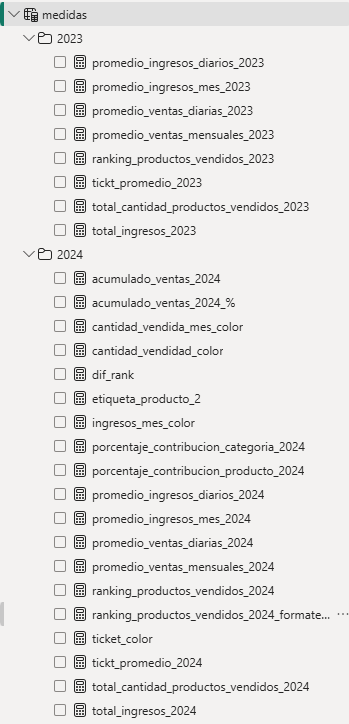 medidas
2023
promedio_ingresos_diarios_2023
promedio_ingresos_mes_2023
promedio_ventas_diarias_2023
promedio_ventas_mensuales_2023
ranking_productos_vendidos_2023
tickt_promedio_2023
total_cantidad_productos_vendidos_2023
total_ingresos_2023
2024
acumulado_ventas_2024
acumulado_ventas_2024_%
cantidad_vendida_mes_color
cantidad_vendidad_color
dif_rank
etiqueta_producto_2
ingresos_mes_color
porcentaje_contribucion_categoria_2024
porcentaje_contribucion_producto_2024
promedio_ingresos_diarios_2024
promedio_ingresos_mes_2024
promedio_ventas_diarias_2024
promedio_ventas_mensuales_2024
ranking_productos_vendidos_2024
ranking_productos_vendidos_2024_formate...
ticket_color
tickt_promedio_2024
total_cantidad_productos_vendidos_2024
total_ingresos_2024